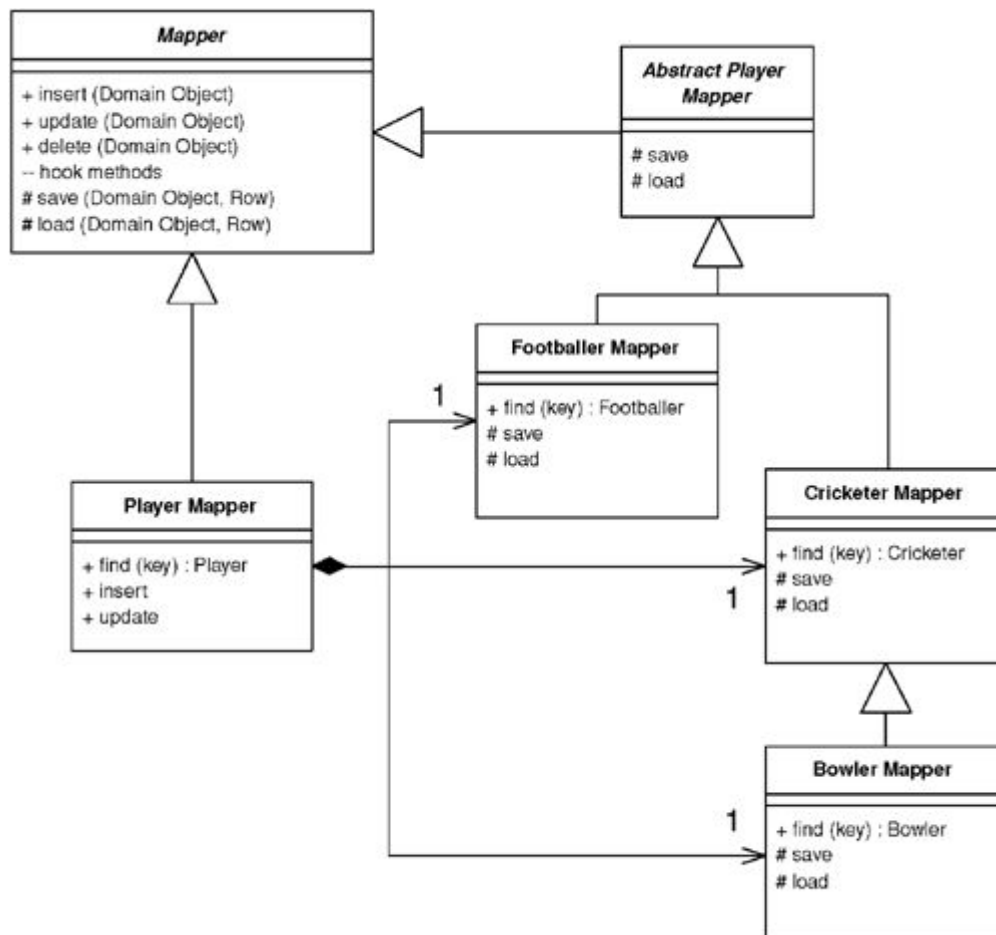 Mapper
+ insert (Domain Object)
+ update (Domain Object)
+ delete (Domain Object)
-- hook methods
# save (Domain Object, Row)
# load (Domain Object, Row)
Abstract Player
Mapper
# save
# load
Footballer Mapper
+ find (key) : Footballer
# save
# load
1
Player Mapper
+ find (key) : Player
+ insert
+ update
Cricketer Mapper
+ find (key) : Cricketer
# save
# load
1
Bowler Mapper
+ find (key) : Bowler
# save
# load
1